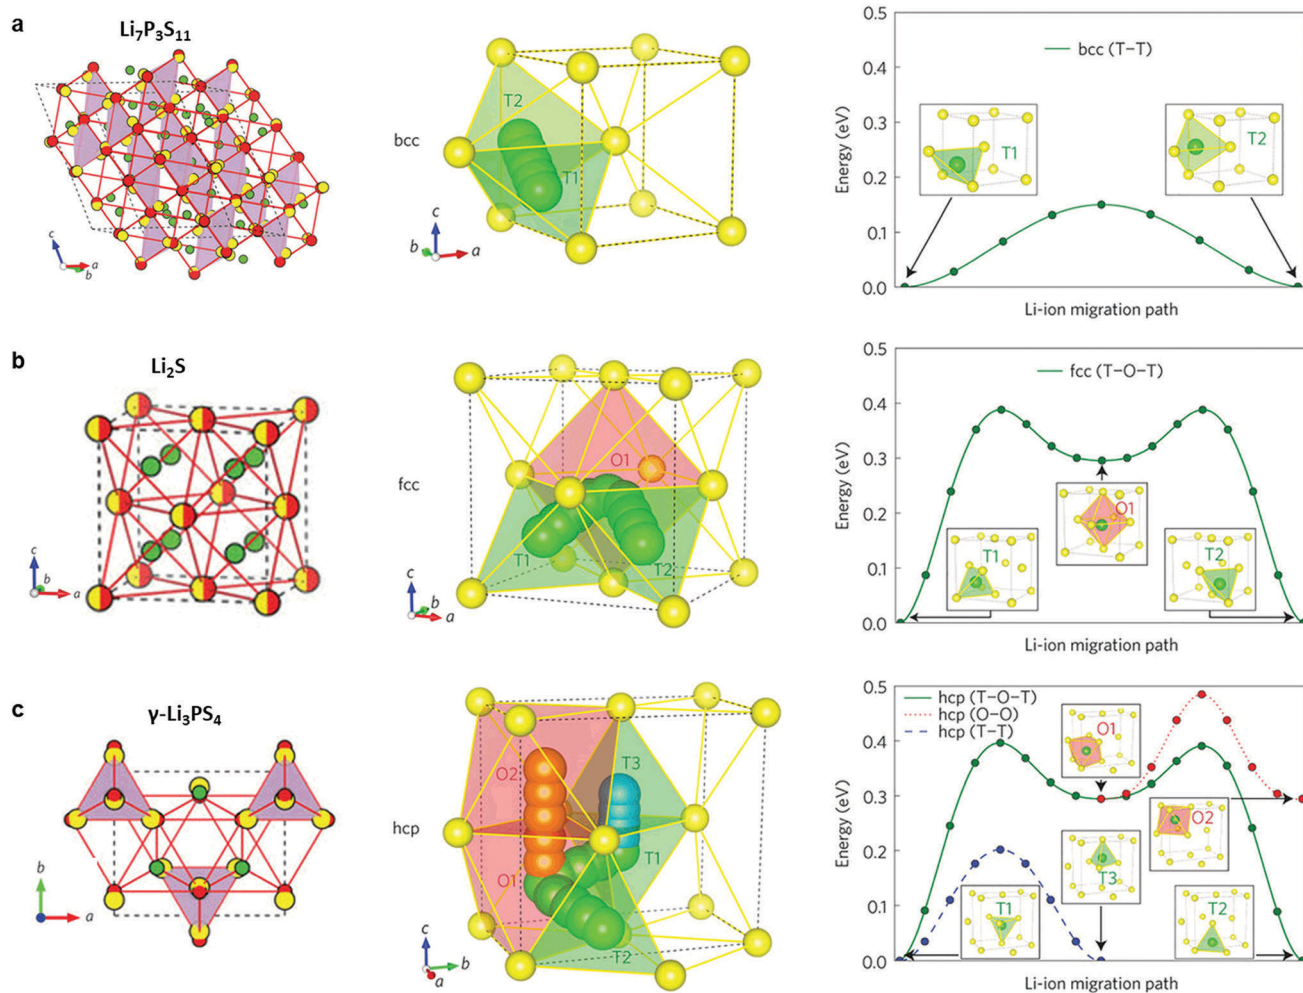 a
Li₇P₃S₁₁
c
a
b
bcc
T2
T1
c
b
a
0.5
0.4
0.3
0.2
0.1
0.0
Energy (eV)
bcc (T–T)
T1
T2
Li-ion migration path
b
Li₂S
c
b
a
fcc
O1
T1
T2
c
b
a
0.5
0.4
0.3
0.2
0.1
0.0
Energy (eV)
fcc (T–O–T)
O1
T1
T2
Li-ion migration path
c
γ-Li₃PS₄
b
a
hcp
O2
T3
T1
O1
T2
c
b
a
0.5
0.4
0.3
0.2
0.1
0.0
Energy (eV)
hcp (T–O–T)
hcp (O–O)
hcp (T–T)
O1
O2
T3
T1
T2
Li-ion migration path